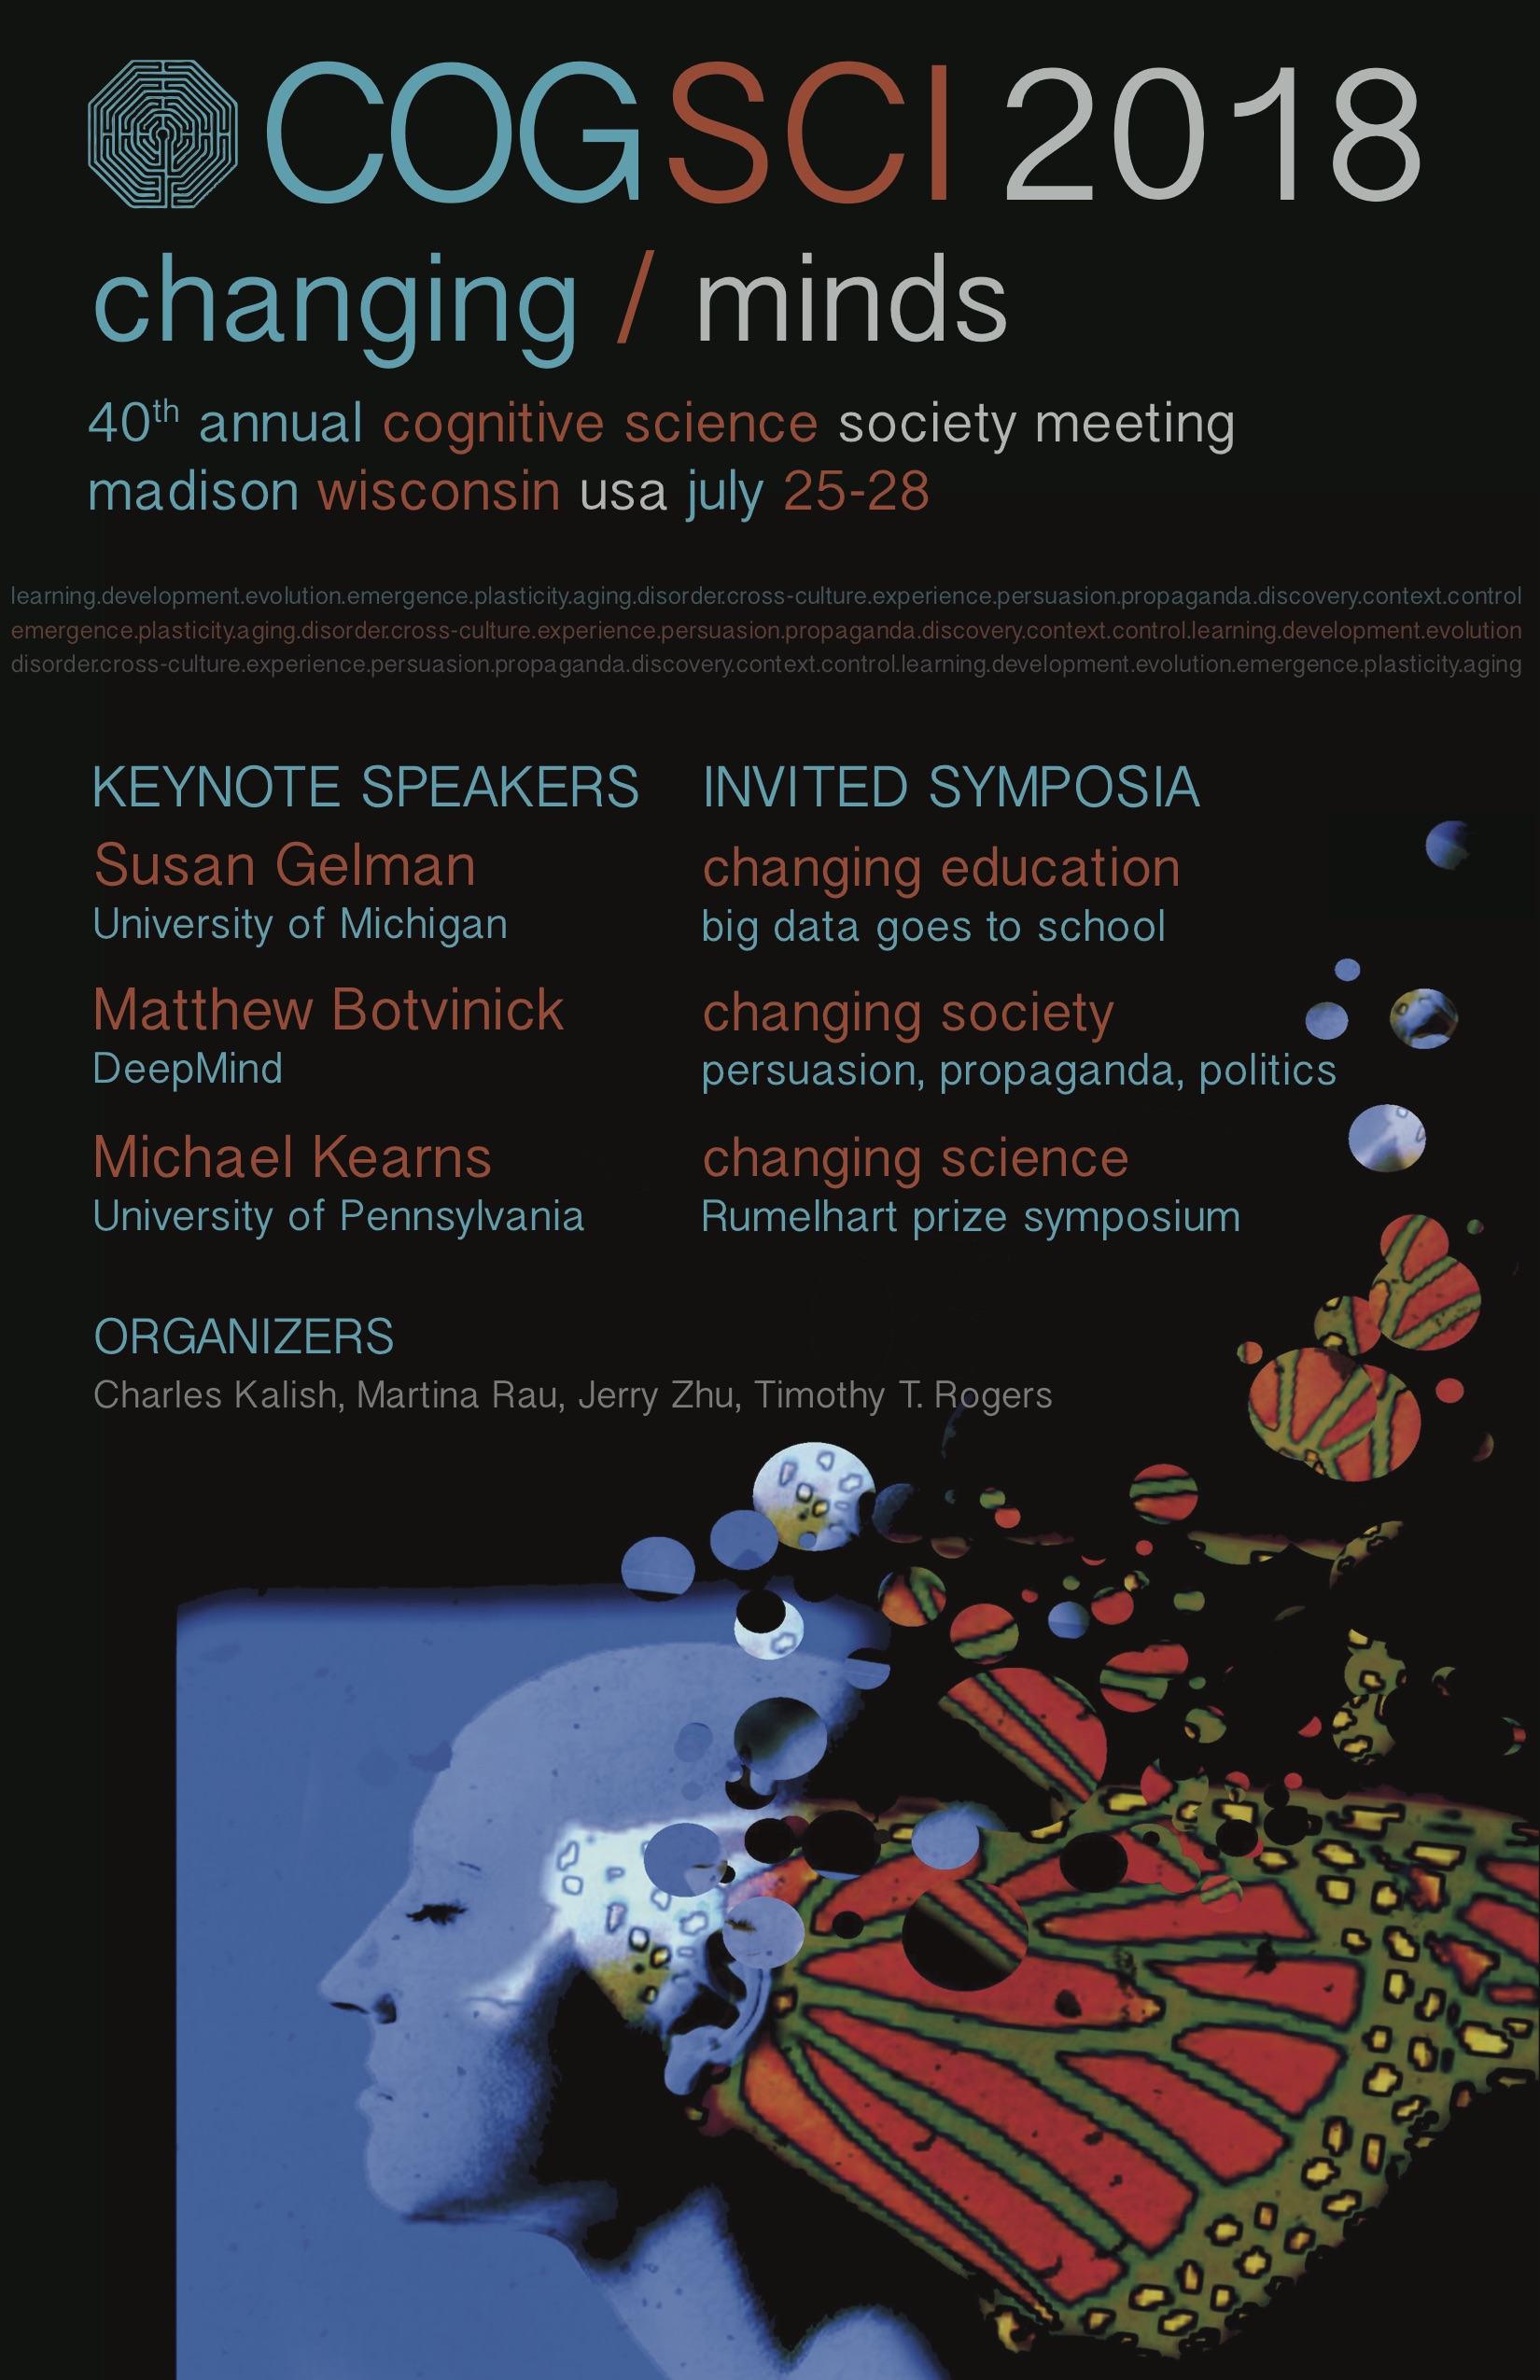 COGSCI 2018
changing / minds
40th annual cognitive science society meeting
madison wisconsin usa july 25-28
learning.development.evolution.emergence.plasticity.aging.disorder.cross-culture.experience.persuasion.propaganda.discovery.context.control
emergence.plasticity.aging.disorder.cross-culture.experience.persuasion.propaganda.discovery.context.control.learning.development.evolution
disorder.cross-culture.experience.persuasion.propaganda.discovery.context.control.learning.development.evolution.emergence.plasticity.aging
KEYNOTE SPEAKERS
Susan Gelman
University of Michigan
Matthew Botvinick
DeepMind
Michael Kearns
University of Pennsylvania
INVITED SYMPOSIA
changing education
big data goes to school
changing society
persuasion, propaganda, politics
changing science
Rumelhart prize symposium
ORGANIZERS
Charles Kalish, Martina Rau, Jerry Zhu, Timothy T. Rogers